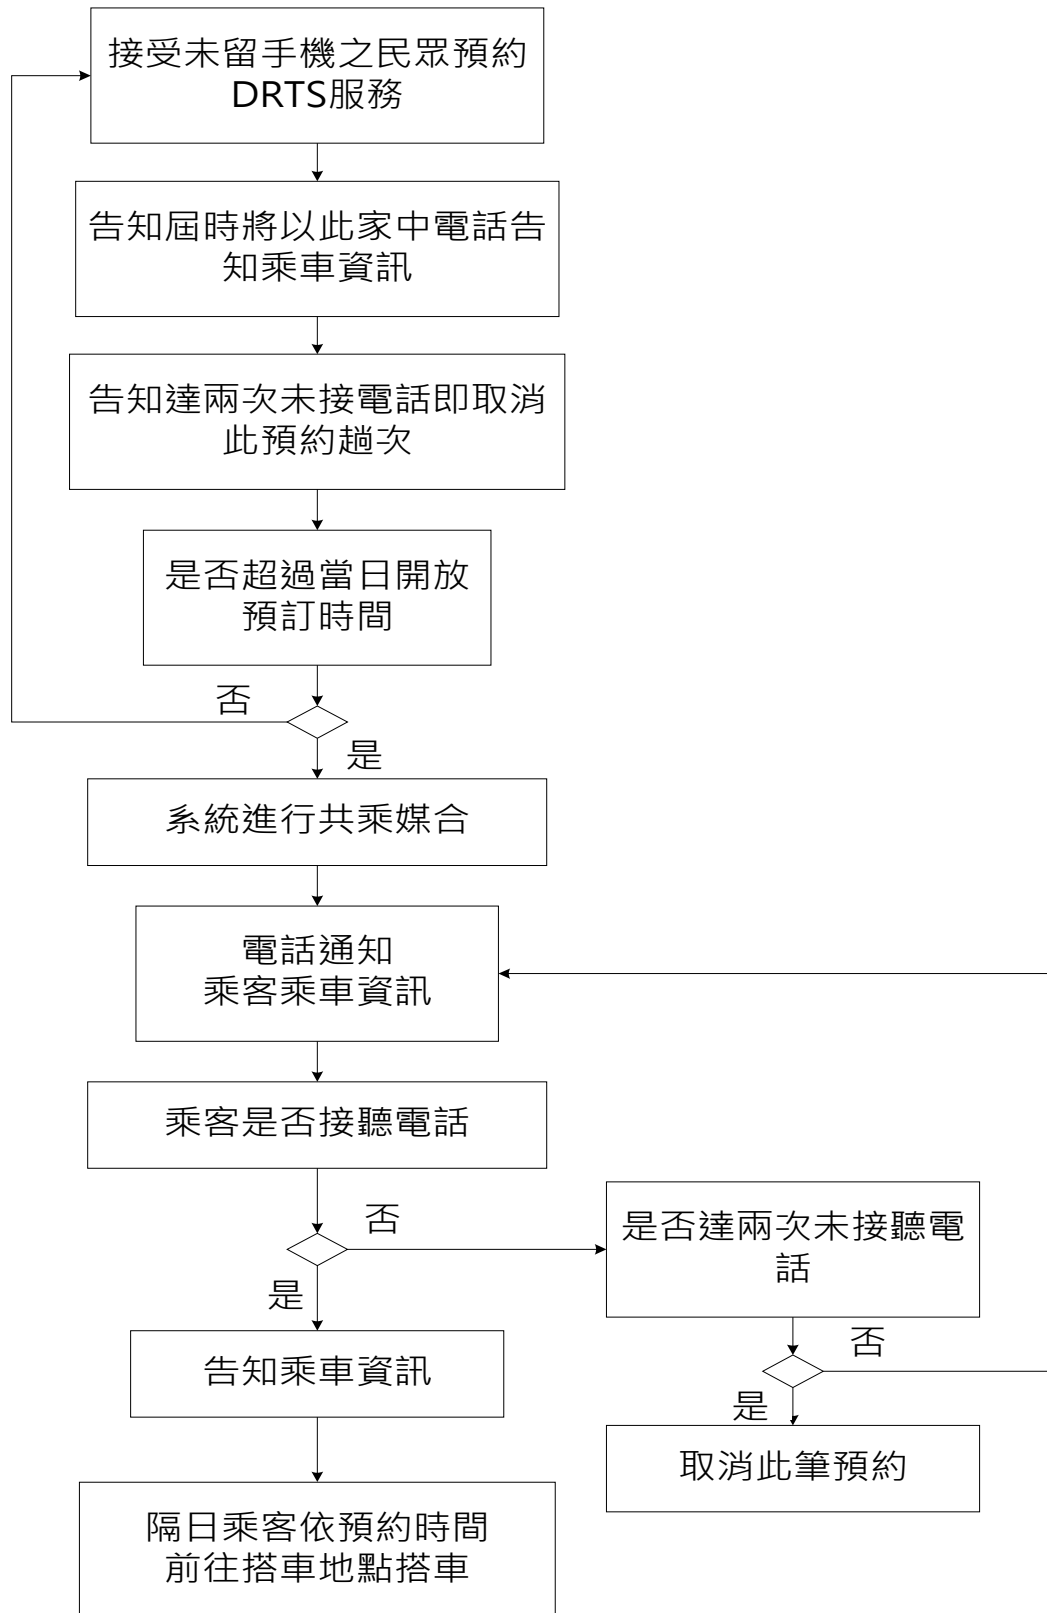 接受未留手機之民眾預約
DRTS服務
告知屆時將以此家中電話告
知乘車資訊
告知達兩次未接電話即取消
此預約趟次
是否超過當日開放
預訂時間
否
是
系統進行共乘媒合
電話通知
乘客乘車資訊
乘客是否接聽電話
否
是
是否達兩次未接聽電
話
否
是
告知乘車資訊
取消此筆預約
隔日乘客依預約時間
前往搭車地點搭車